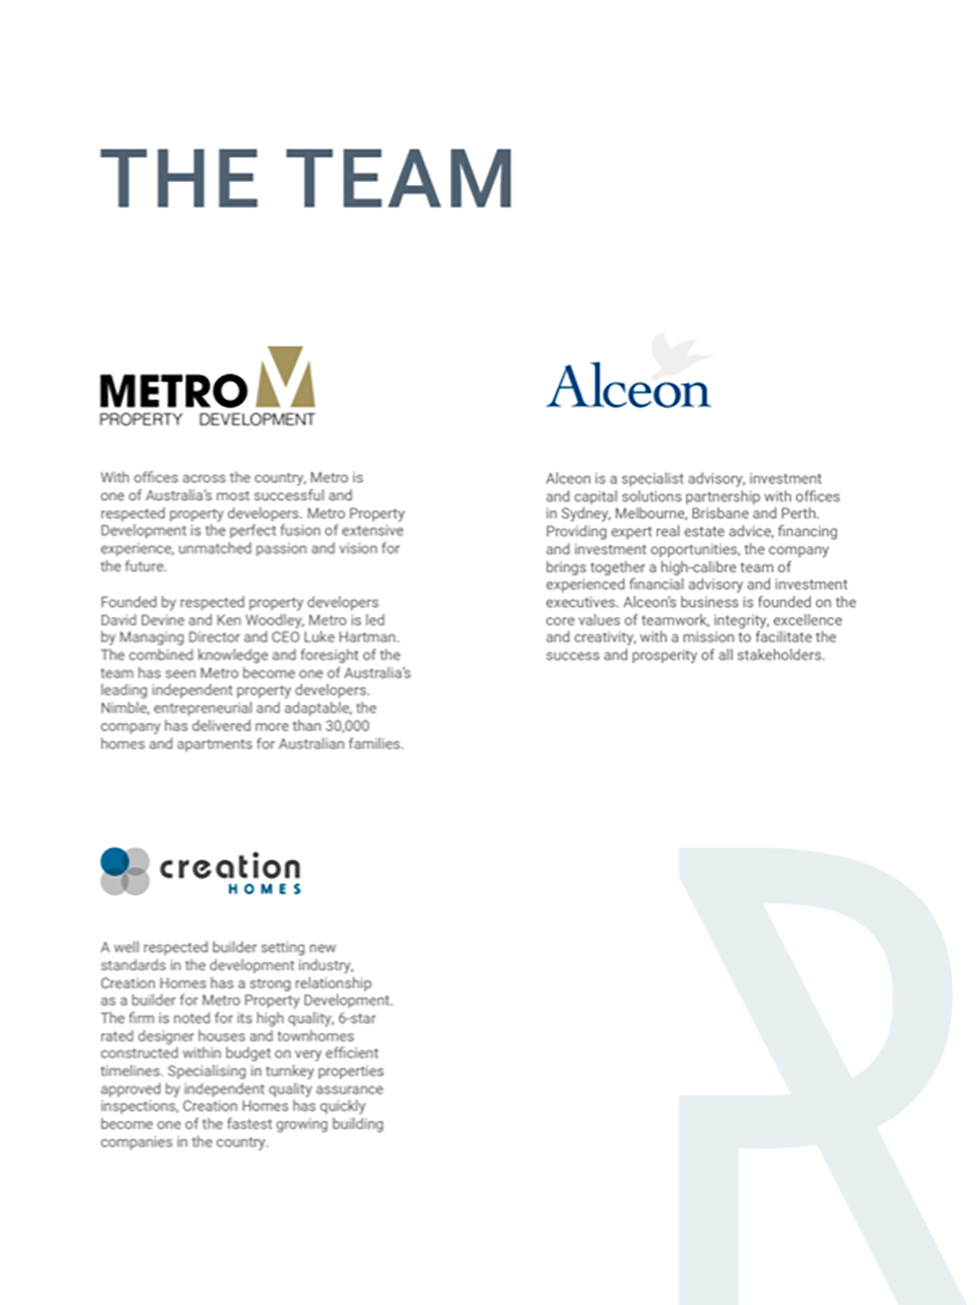 THE TEAM
METRO
PROPERTY DEVELOPMENT
With offices across the country, Metro is
one of Australia's most successful and
respected property developers. Metro Property
Development is the perfect fusion of extensive
experience, unmatched passion and vision for
the future.
Founded by respected property developers
David Devine and Ken Woodley, Metro is led
by Managing Director and CEO Luke Hartman.
The combined knowledge and foresight of the
team has seen Metro become one of Australia's
leading independent property developers.
Nimble, entrepreneurial and adaptable, the
company has delivered more than 30,000
homes and apartments for Australian families.
Alceon
Alceon is a specialist advisory, investment
and capital solutions partnership with offices
in Sydney, Melbourne, Brisbane and Perth.
Providing expert real estate advice, financing
and investment opportunities, the company
brings together a high-calibre team of
experienced financial advisory and investment
executives. Alceon's business is founded on the
core values of teamwork, integrity, excellence
and creativity, with a mission to facilitate the
success and prosperity of all stakeholders.
creation
HOMES
A well respected builder setting new
standards in the development industry,
Creation Homes has a strong relationship
as a builder for Metro Property Development.
The firm is noted for its high quality, 6-star
rated designer houses and townhomes
constructed within budget on very efficient
timelines. Specialising in turnkey properties
approved by independent quality assurance
inspections, Creation Homes has quickly
become one of the fastest growing building
companies in the country.
R